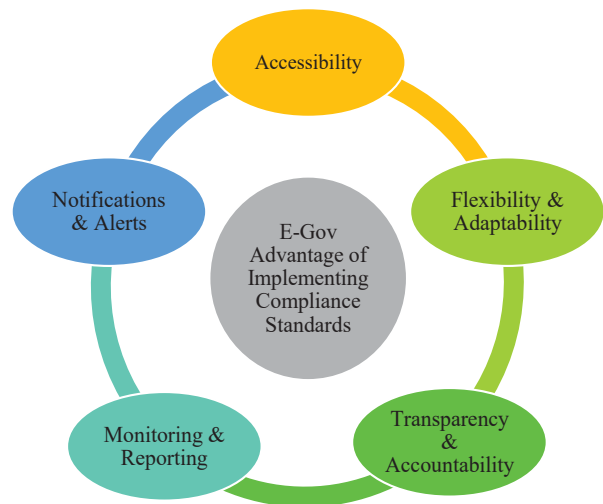 Accessibility
Notifications
& Alerts
Flexibility &
Adaptability
E-Gov
Advantage of
Implementing
Compliance
Standards
Monitoring &
Reporting
Transparency
&
Accountability